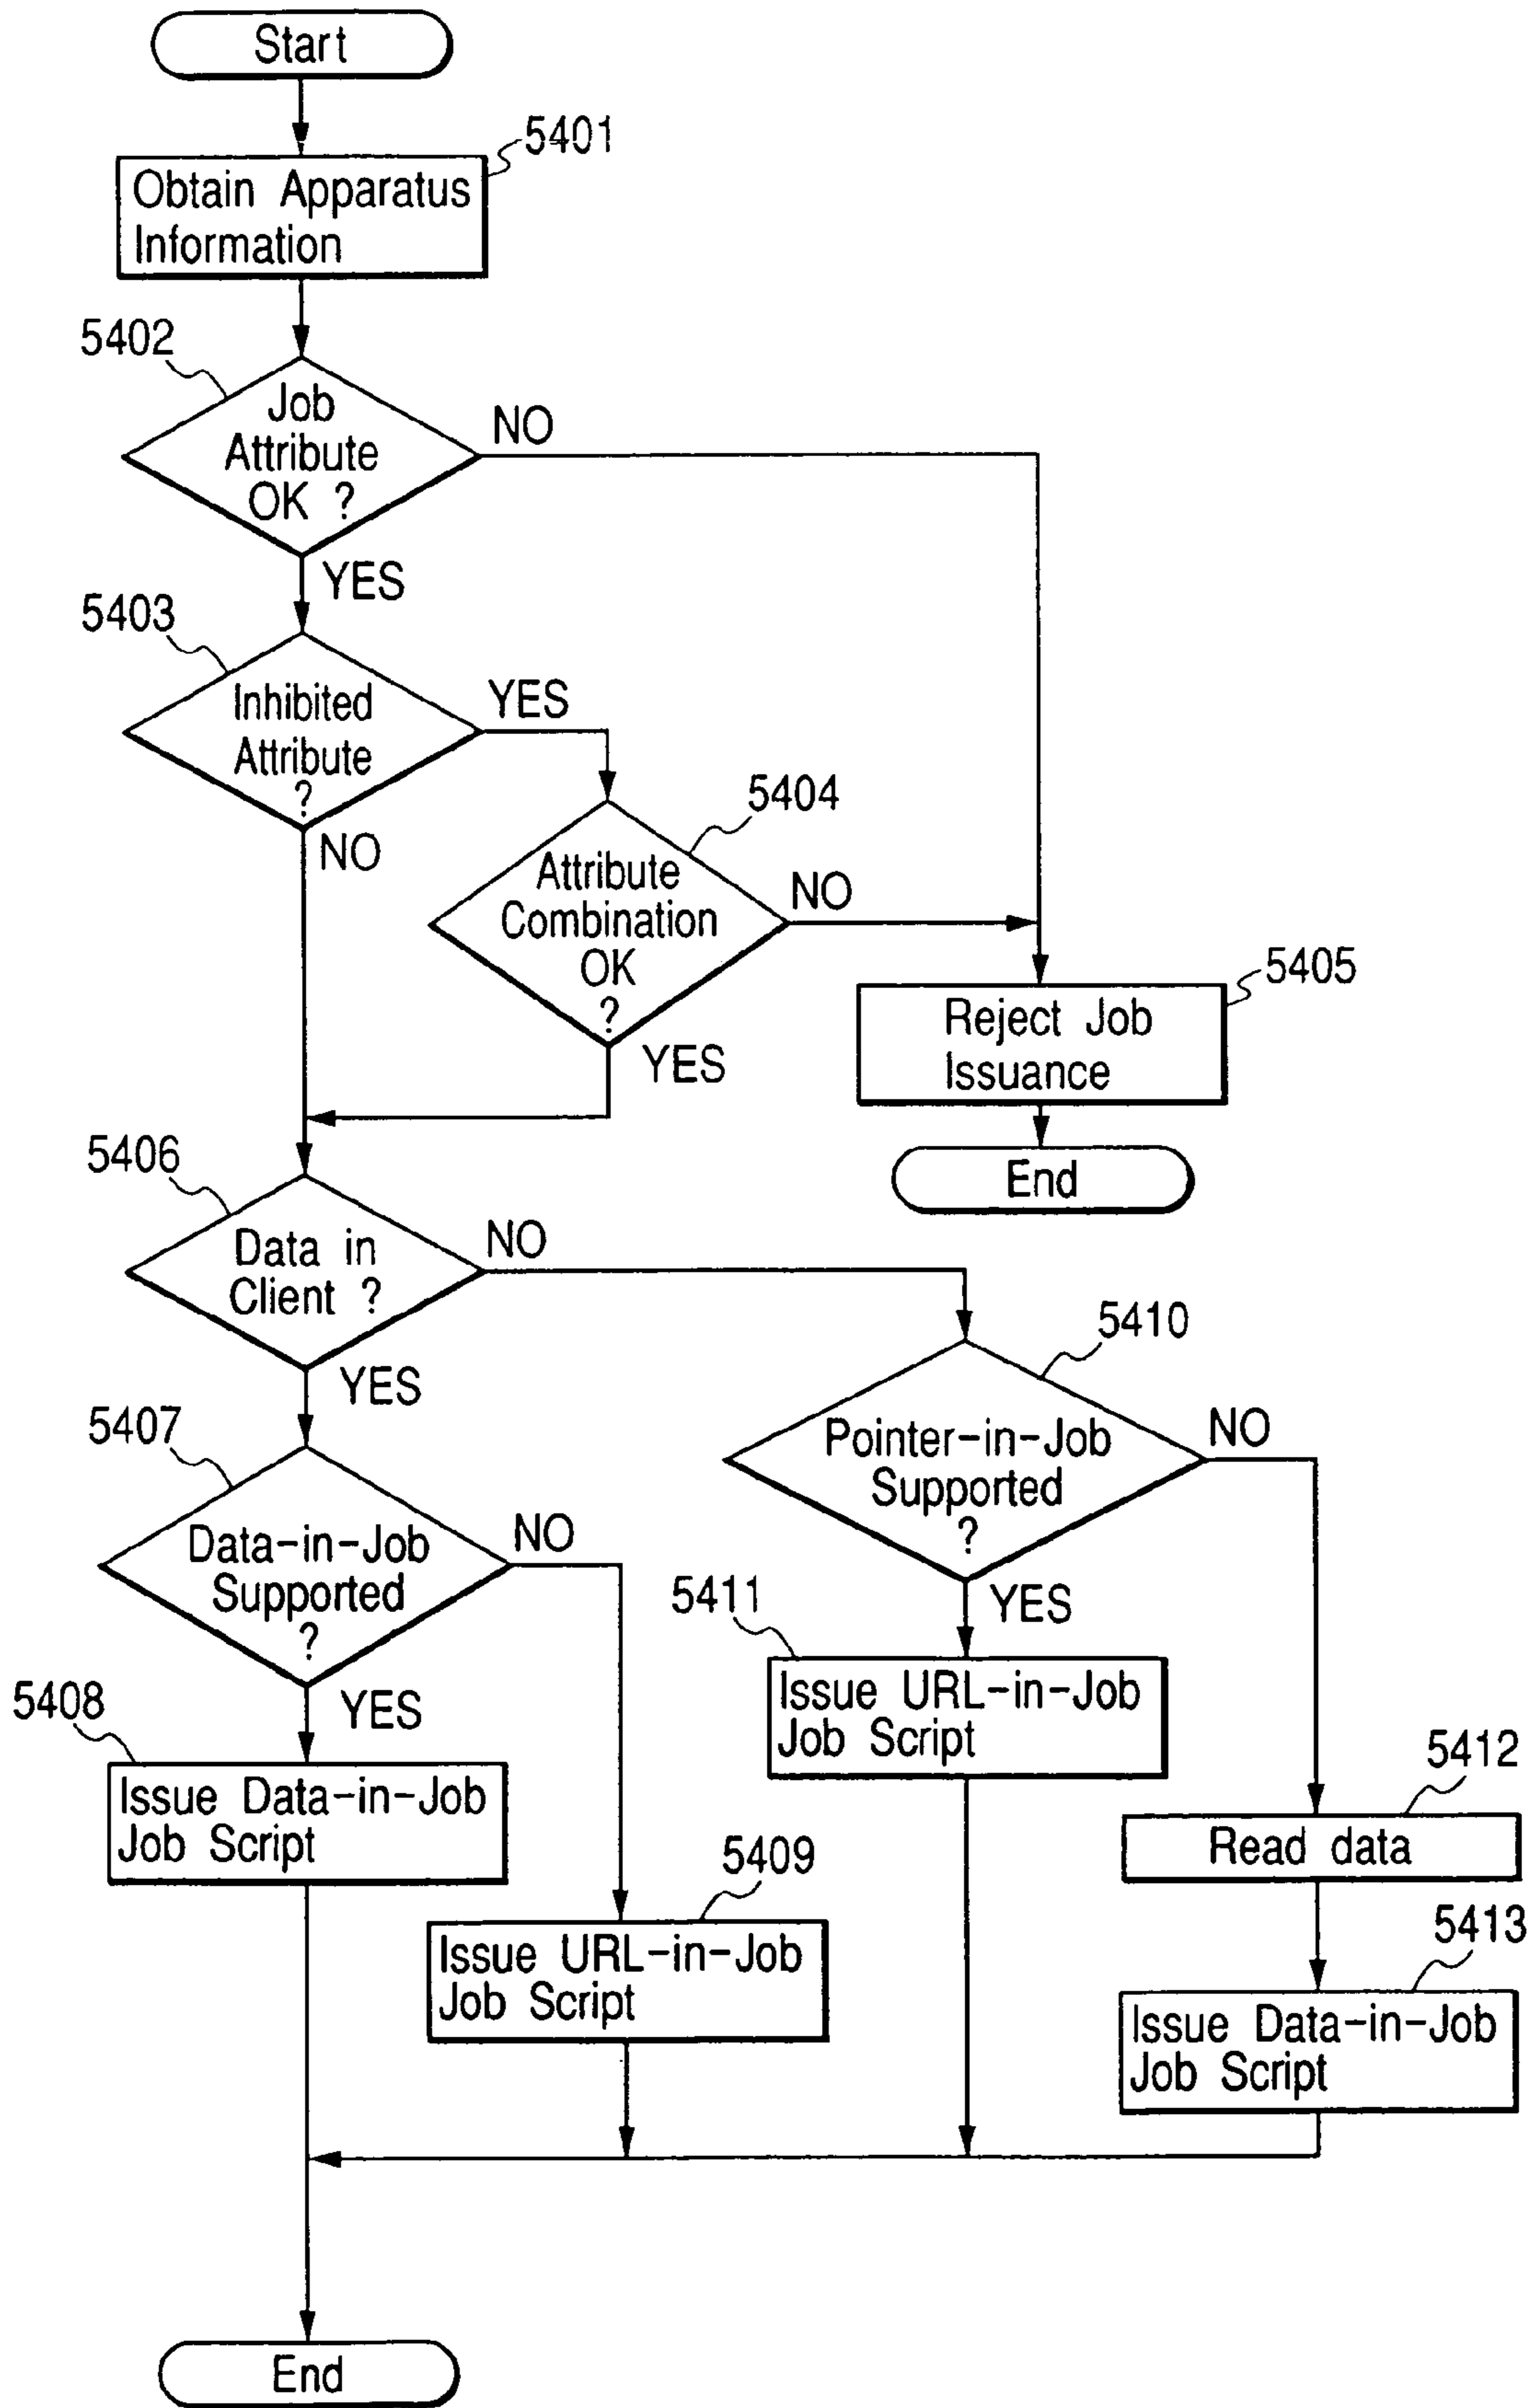 Start
5401
Obtain Apparatus
Information
5402
Job
Attribute
OK ?
NO
YES
5403
Inhibited
Attribute
?
YES
NO
5404
Attribute
Combination
OK
?
NO
YES
5405
Reject Job
Issuance
End
5406
Data in
Client ?
NO
YES
5407
Data-in-Job
Supported
?
NO
YES
5408
Issue Data-in-Job
Job Script
5409
Issue URL-in-Job
Job Script
5410
Pointer-in-Job
Supported
?
NO
YES
5411
Issue URL-in-Job
Job Script
5412
Read data
5413
Issue Data-in-Job
Job Script
End